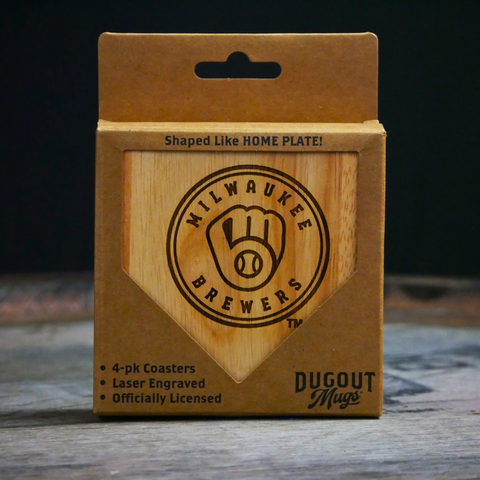 Shaped Like HOME PLATE!
MILWAUKEE
BREWERS
TM
• 4-pk Coasters
• Laser Engraved
• Officially Licensed
DUGOUT
Mugs